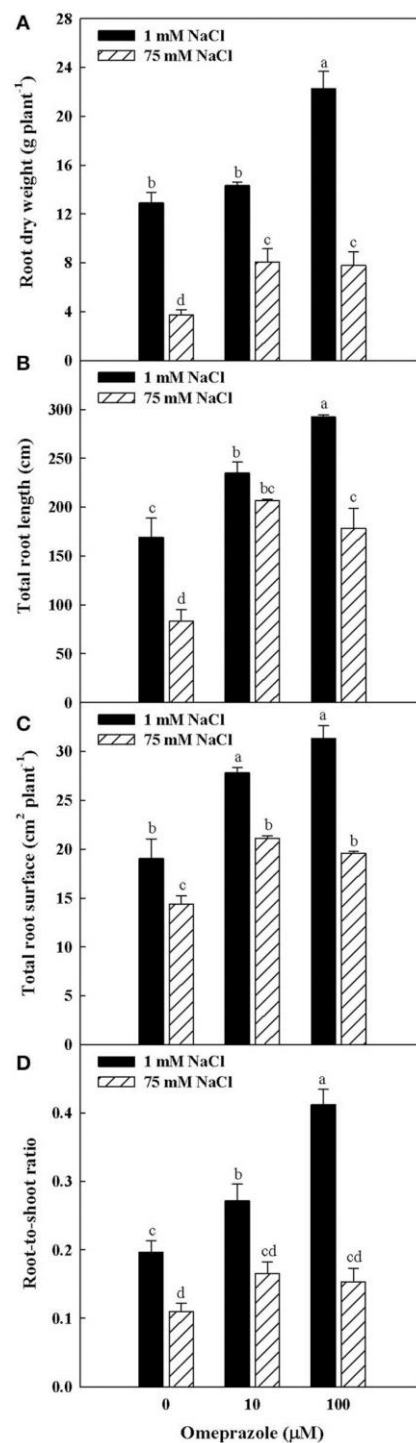 A
28
1 mM NaCl
75 mM NaCl
24
20
16
12
8
4
0
Root dry weight (g plant⁻¹)
b
d
b
c
a
c
B
1 mM NaCl
75 mM NaCl
300
250
200
150
100
50
0
Total root length (cm)
c
d
b
bc
a
c
C
1 mM NaCl
75 mM NaCl
30
25
20
15
10
5
0
Total root surface (cm² plant⁻¹)
b
c
a
b
a
b
D
1 mM NaCl
75 mM NaCl
0.4
0.3
0.2
0.1
0.0
Root-to-shoot ratio
c
d
b
cd
a
cd
0 10 100
Omeprazole (µM)